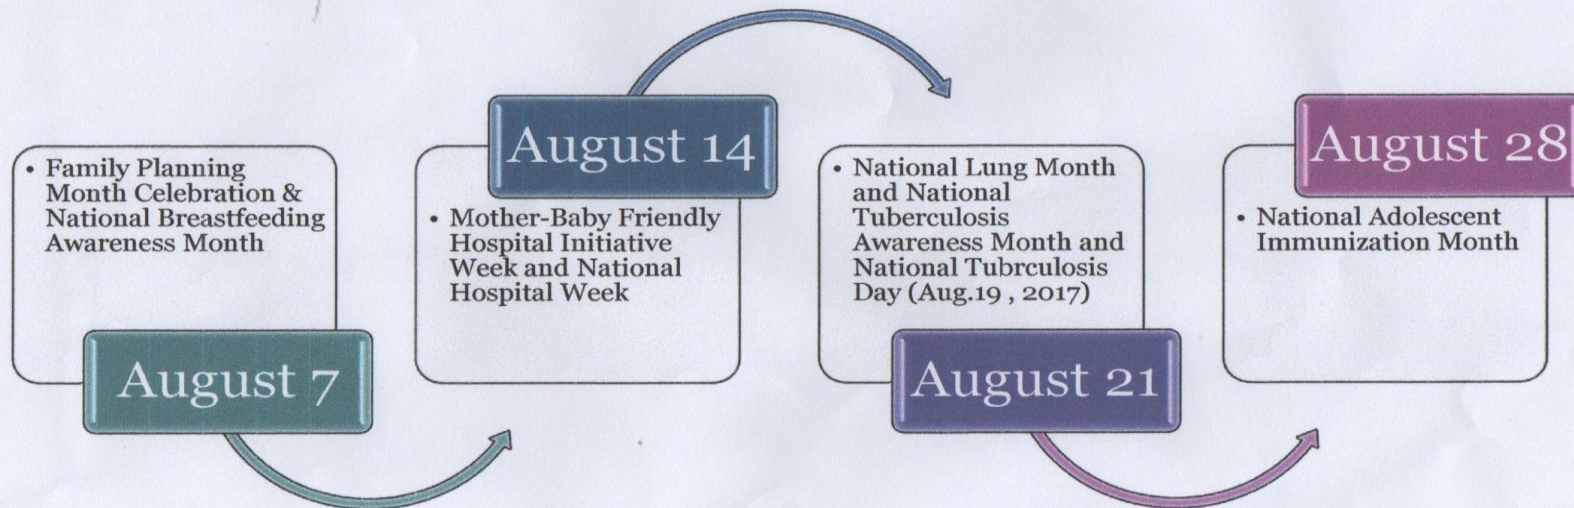 • Family Planning
Month Celebration &
National Breastfeeding
Awareness Month
August 7
August 14
• Mother-Baby Friendly
Hospital Initiative
Week and National
Hospital Week
• National Lung Month
and National
Tuberculosis
Awareness Month and
National Tubrculosis
Day (Aug.19 , 2017)
August 21
August 28
• National Adolescent
Immunization Month